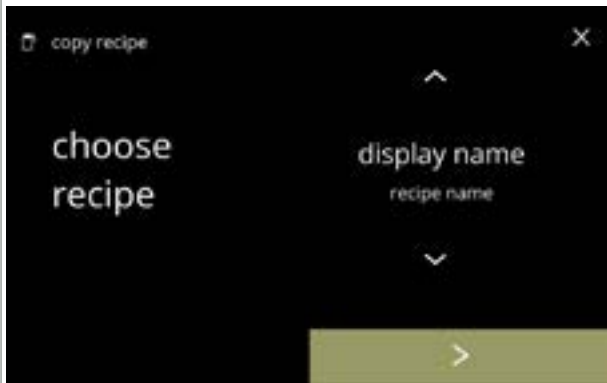 copy recipe
choose
recipe
display name
recipe name